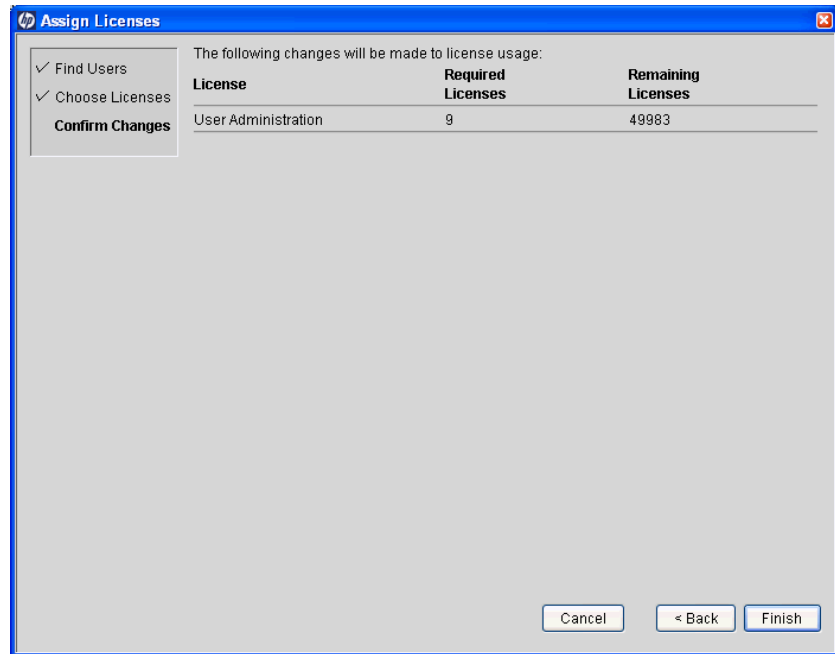 hp Assign Licenses
Find Users
Choose Licenses
Confirm Changes
The following changes will be made to license usage:
License Required Licenses Remaining Licenses
User Administration 9 49983
Cancel < Back Finish